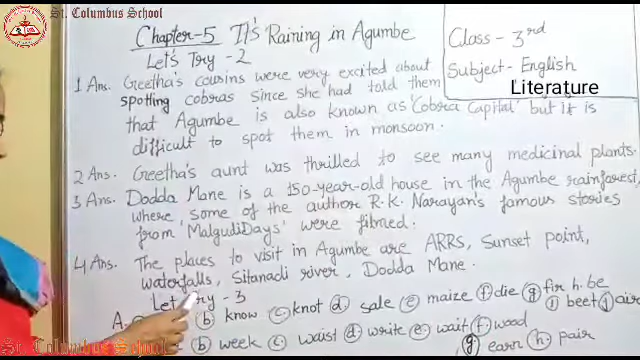 St. Columbus School
Chapter-5 It's Raining in Agumbe
Class - 3rd
Subject - English
Literature
Let's Try - 2
1 Ans. Geetha's cousins were very excited about
spotting cobras since she had told them
that Agumbe is also known as 'Cobra Capital' but it is
difficult to spot them in monsoon.
2 Ans. Geetha's aunt was thrilled to see many medicinal plants.
3 Ans. Dodda Mane is a 150-year-old house in the Agumbe rainforest,
where some of the author R.K. Narayan's famous stories
from 'MalgudiDays' were filmed.
4 Ans. The places to visit in Agumbe are ARRS, Sunset point,
waterfalls, Sitanadi river, Dodda Mane.
Let Try - 3
A. (b) know (c) knot (d) sale (e) maize (f) die (g) fir h. be
(i) beet (j) air
(b) week (c) waist (d) write (e) wait (f) wood
(g) earn (h) pair
St. Columbus School